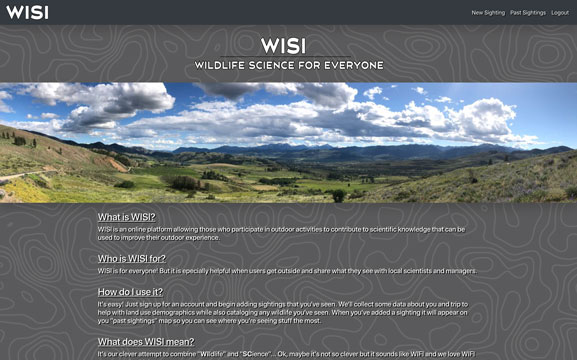 WISI
New Sighting Past Sightings Logout
WISI
WILDLIFE SCIENCE FOR EVERYONE
What is WISI?
WISI is an online platform allowing those who participate in outdoor activities to contribute to scientific knowledge that can be
used to improve their outdoor experience.
Who is WISI for?
WISI is for everyone! But it is epecially helpful when users get outside and share what they see with local scientists and managers.
How do I use it?
It's easy! Just sign up for an account and begin adding sightings that you've seen. We'll collect some data about you and trip to
help with land use demographics while also cataloging any wildlife you've seen. When you've added a sighting it will appear on
you "past sightings" map so you can see where you're seeing stuff the most.
What does WISI mean?
It's our clever attempt to combine "WIldlife" and "SCience"... Ok, maybe it's not so clever but it sounds like WIFI and we love WiFi